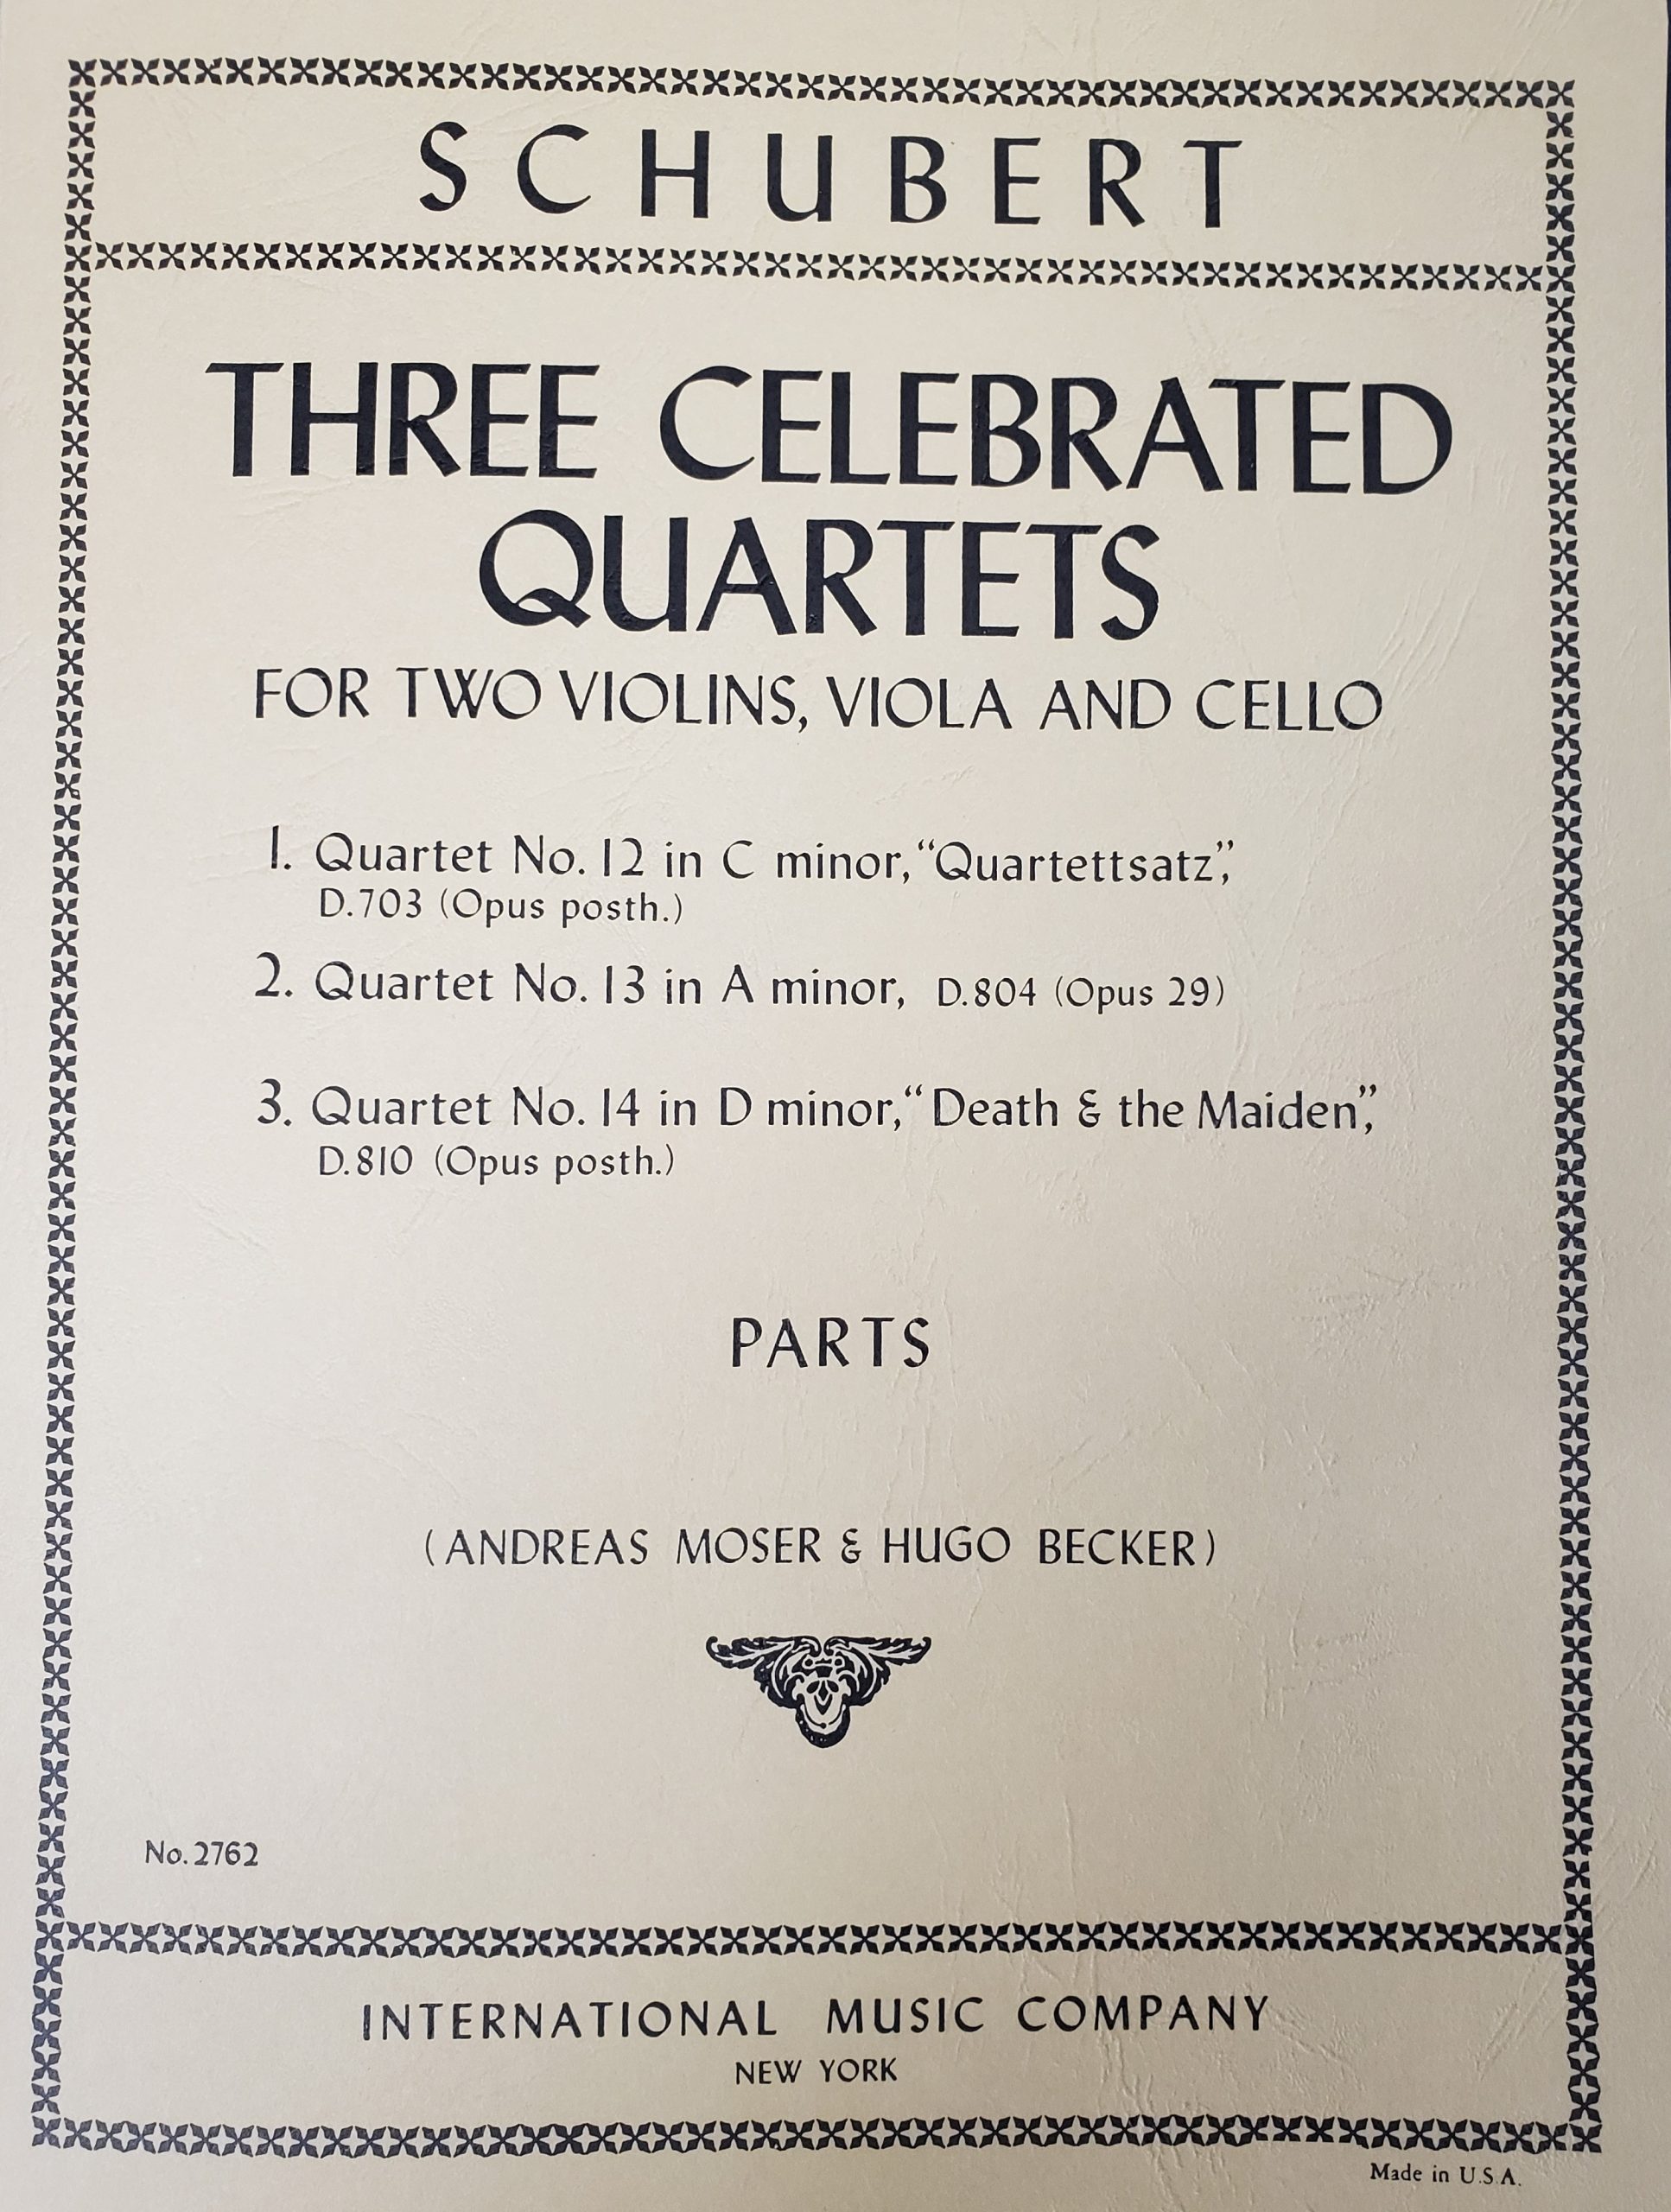 SCHUBERT
THREE CELEBRATED
QUARTETS
FOR TWO VIOLINS, VIOLA AND CELLO
1. Quartet No. 12 in C minor, “Quartettsatz”,
D.703 (Opus posth.)
2. Quartet No. 13 in A minor, D.804 (Opus 29)
3. Quartet No. 14 in D minor, “Death & the Maiden”,
D.810 (Opus posth.)
PARTS
(ANDREAS MOSER & HUGO BECKER)
No. 2762
INTERNATIONAL MUSIC COMPANY
NEW YORK
Made in U.S.A.